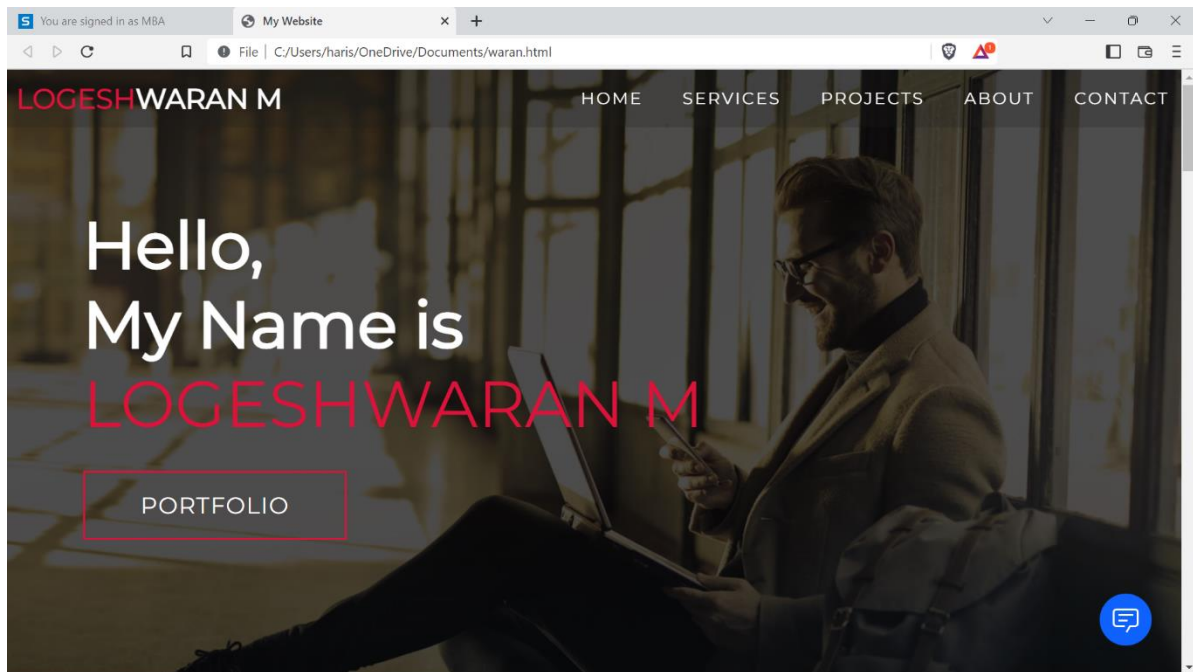 You are signed in as MBA
My Website
File | C:/Users/haris/OneDrive/Documents/waran.html
LOGESHWARAN M
HOME SERVICES PROJECTS ABOUT CONTACT
Hello,
My Name is
LOGESHWARAN M
PORTFOLIO